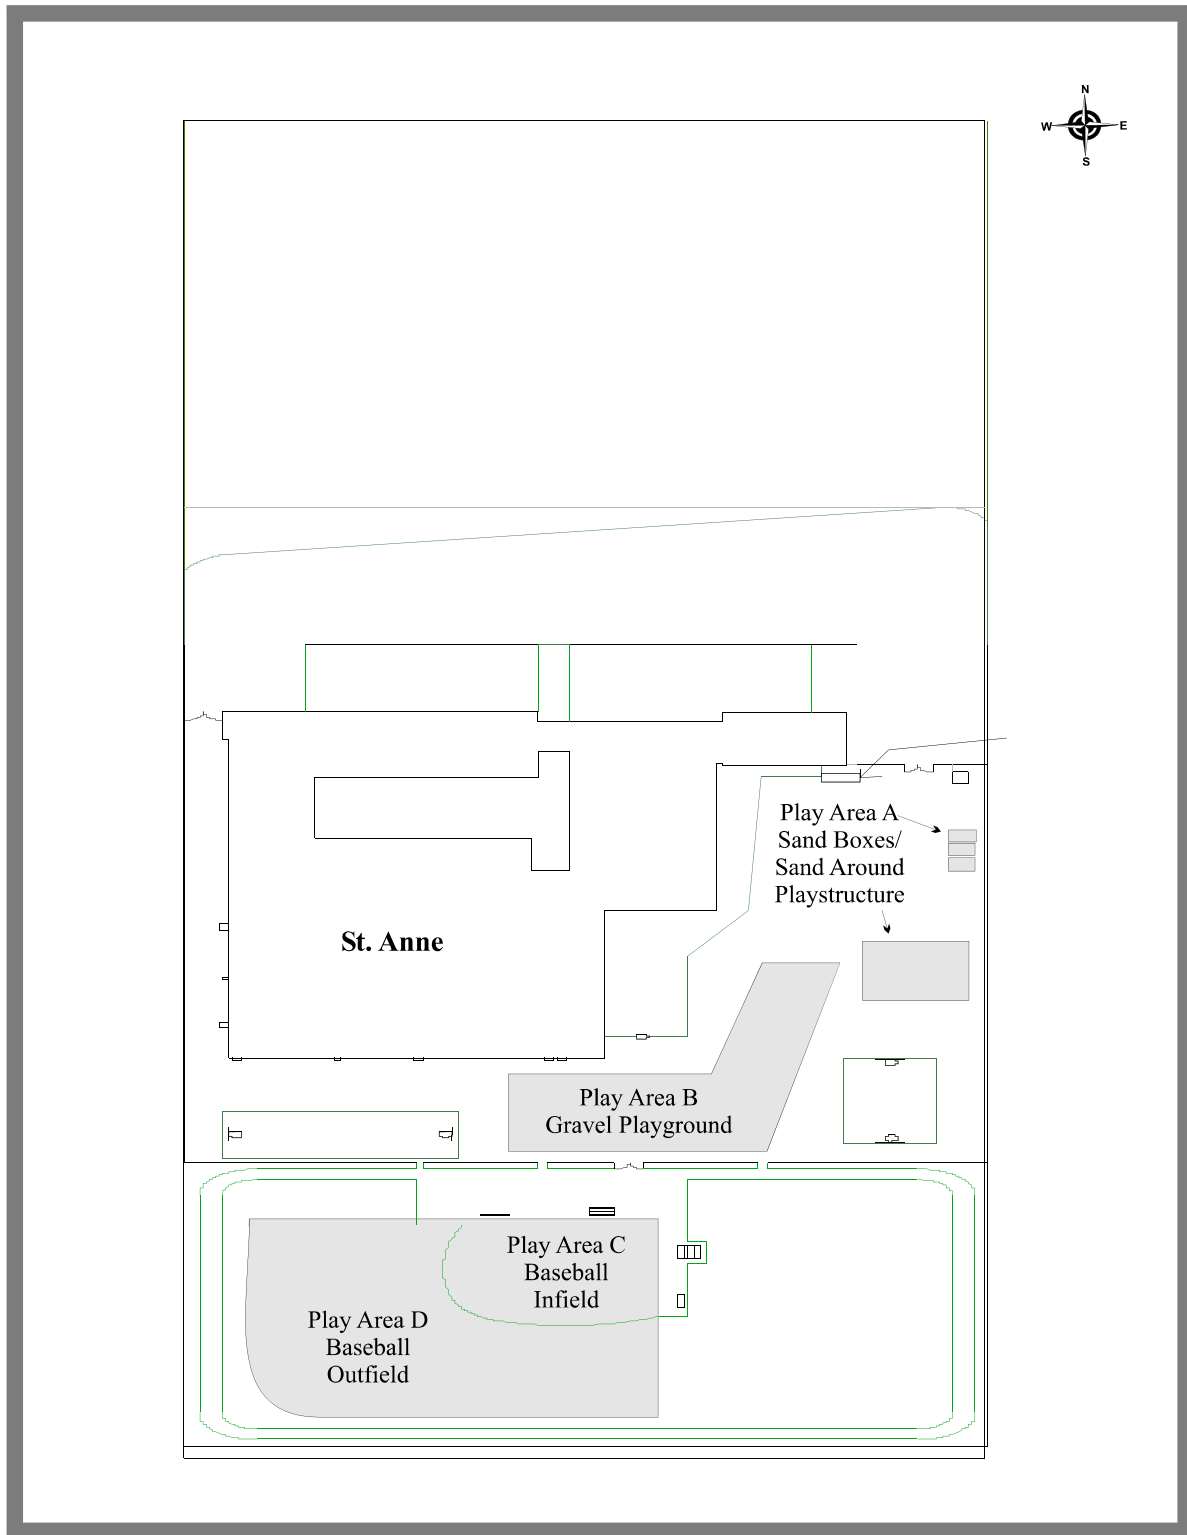 N
W E
S
Play Area A
Sand Boxes/
Sand Around
Playstructure
St. Anne
Play Area B
Gravel Playground
Play Area C
Baseball
Infield
Play Area D
Baseball
Outfield